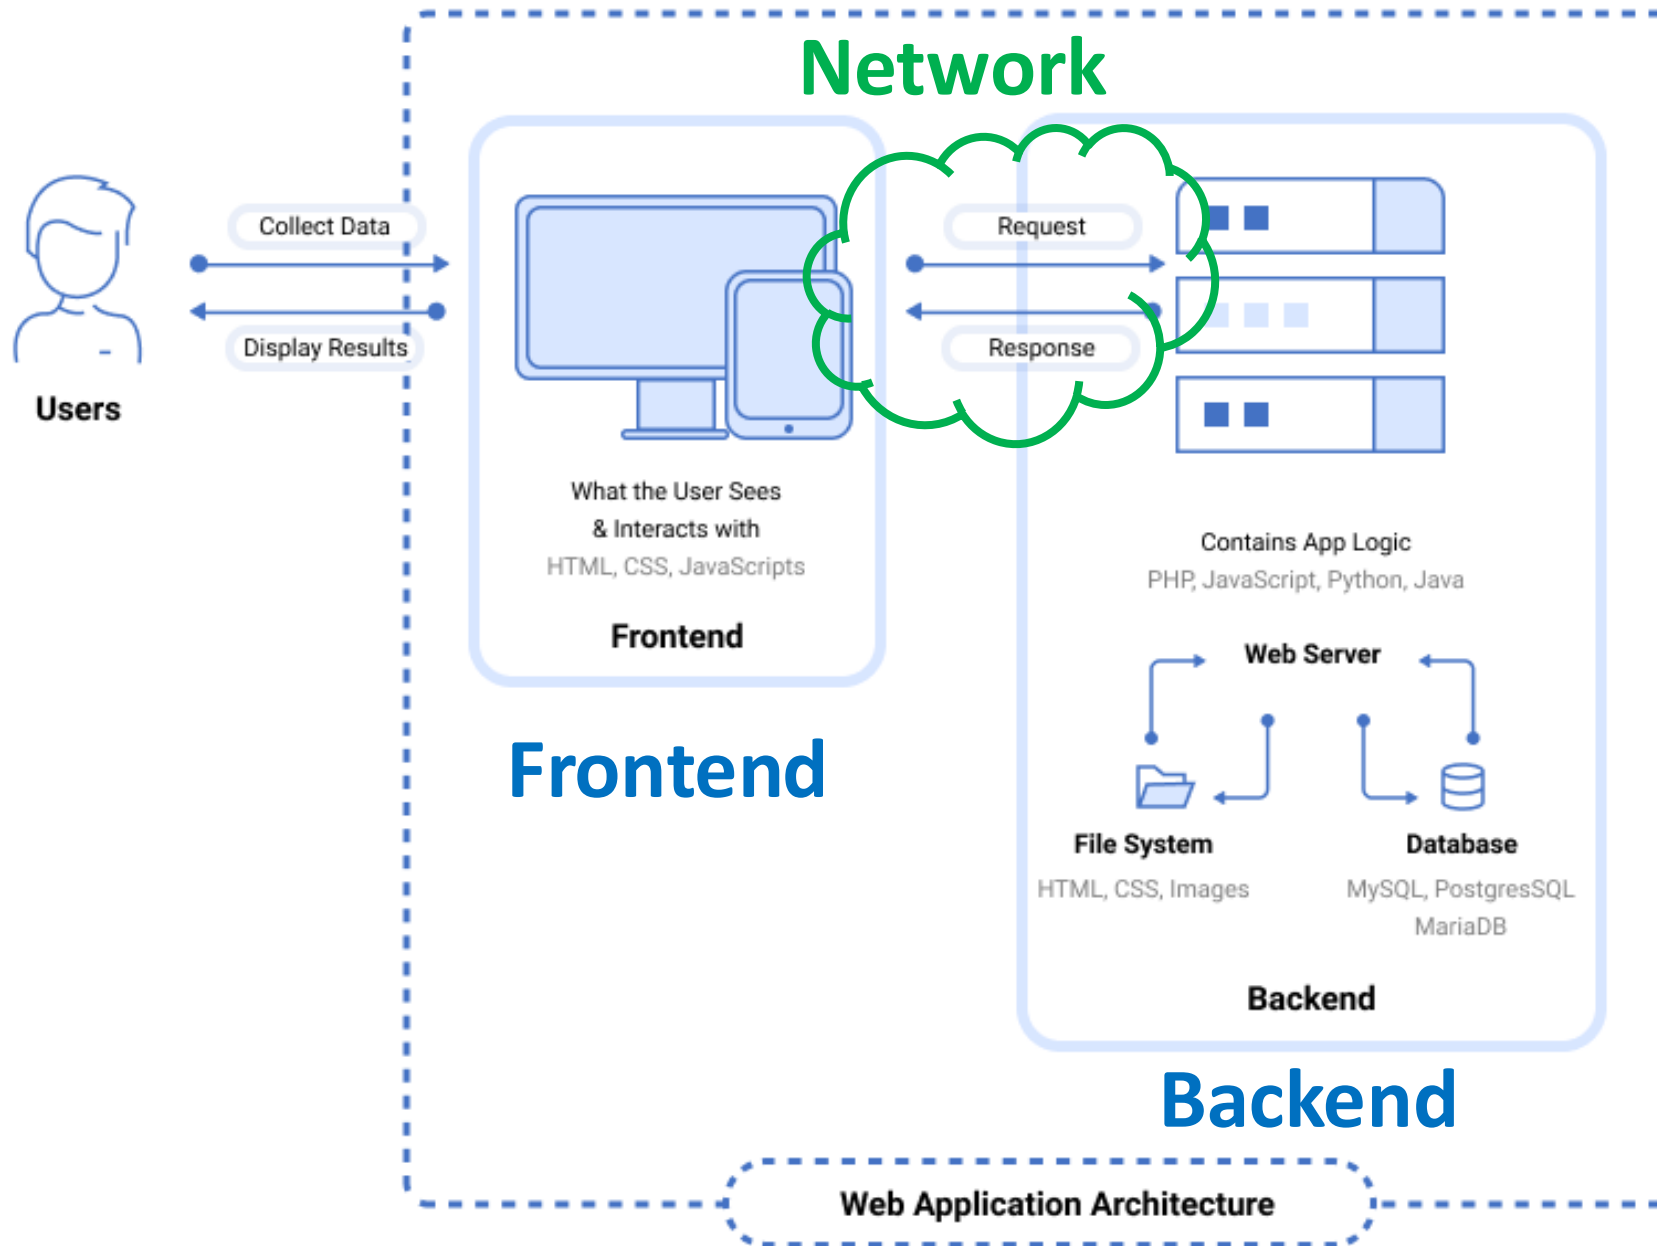 Network
Collect Data
Display Results
Users
Request
Response
What the User Sees
& Interacts with
HTML, CSS, JavaScripts
Frontend
Frontend
Contains App Logic
PHP, JavaScript, Python, Java
Web Server
File System
HTML, CSS, Images
Database
MySQL, PostgresSQL
MariaDB
Backend
Backend
Web Application Architecture